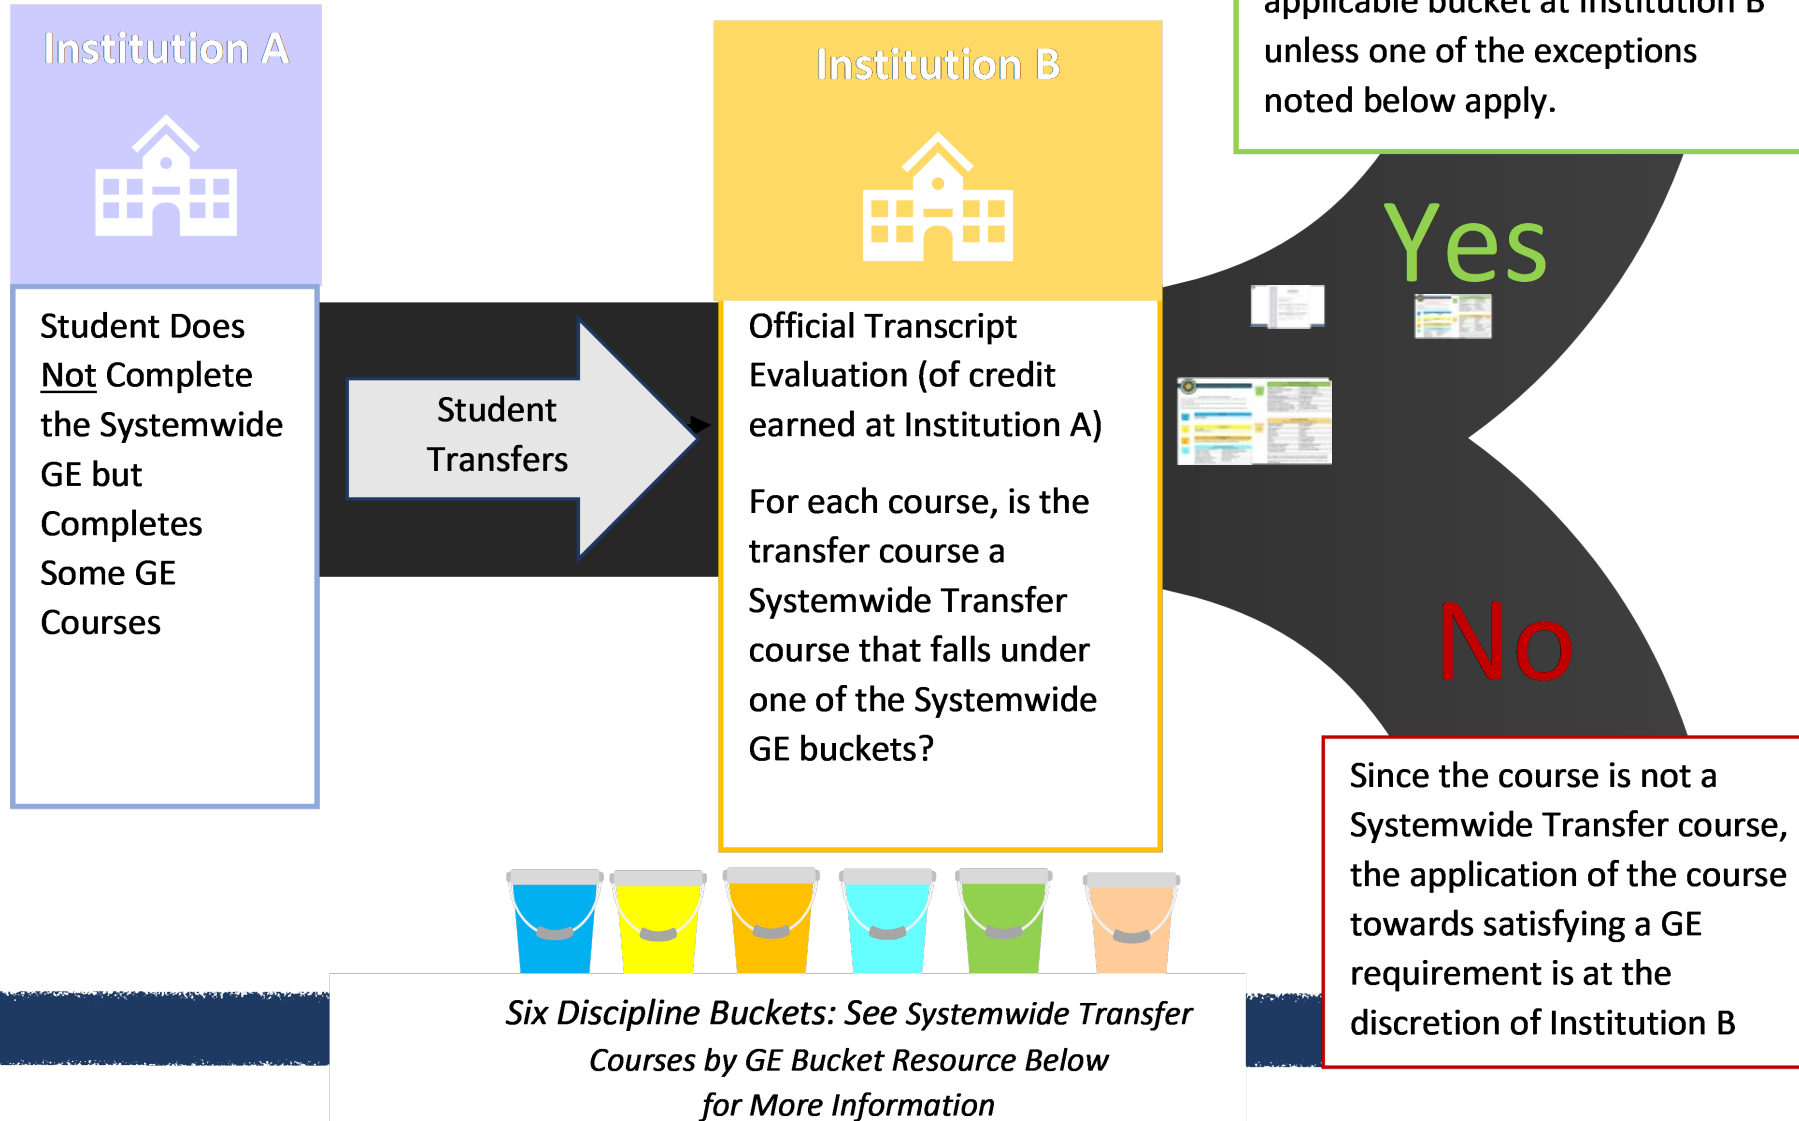 Institution A
Student Does
Not Complete
the Systemwide
GE but
Completes
Some GE
Courses
Student
Transfers
Institution B
Official Transcript
Evaluation (of credit
earned at Institution A)
For each course, is the
transfer course a
Systemwide Transfer
course that falls under
one of the Systemwide
GE buckets?
applicable bucket at Institution B
unless one of the exceptions
noted below apply.
Yes
No
Since the course is not a
Systemwide Transfer course,
the application of the course
towards satisfying a GE
requirement is at the
discretion of Institution B
Six Discipline Buckets: See Systemwide Transfer
Courses by GE Bucket Resource Below
for More Information